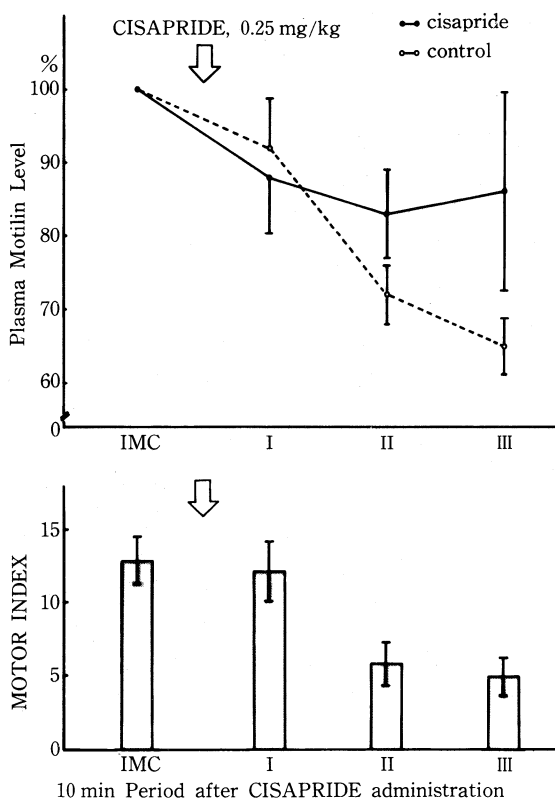 CISAPRIDE, 0.25 mg/kg
cisapride
control
%
100
90
80
70
60
0
Plasma Motilin Level
IMC I II III
15
10
5
0
MOTOR INDEX
IMC I II III
10 min Period after CISAPRIDE administration